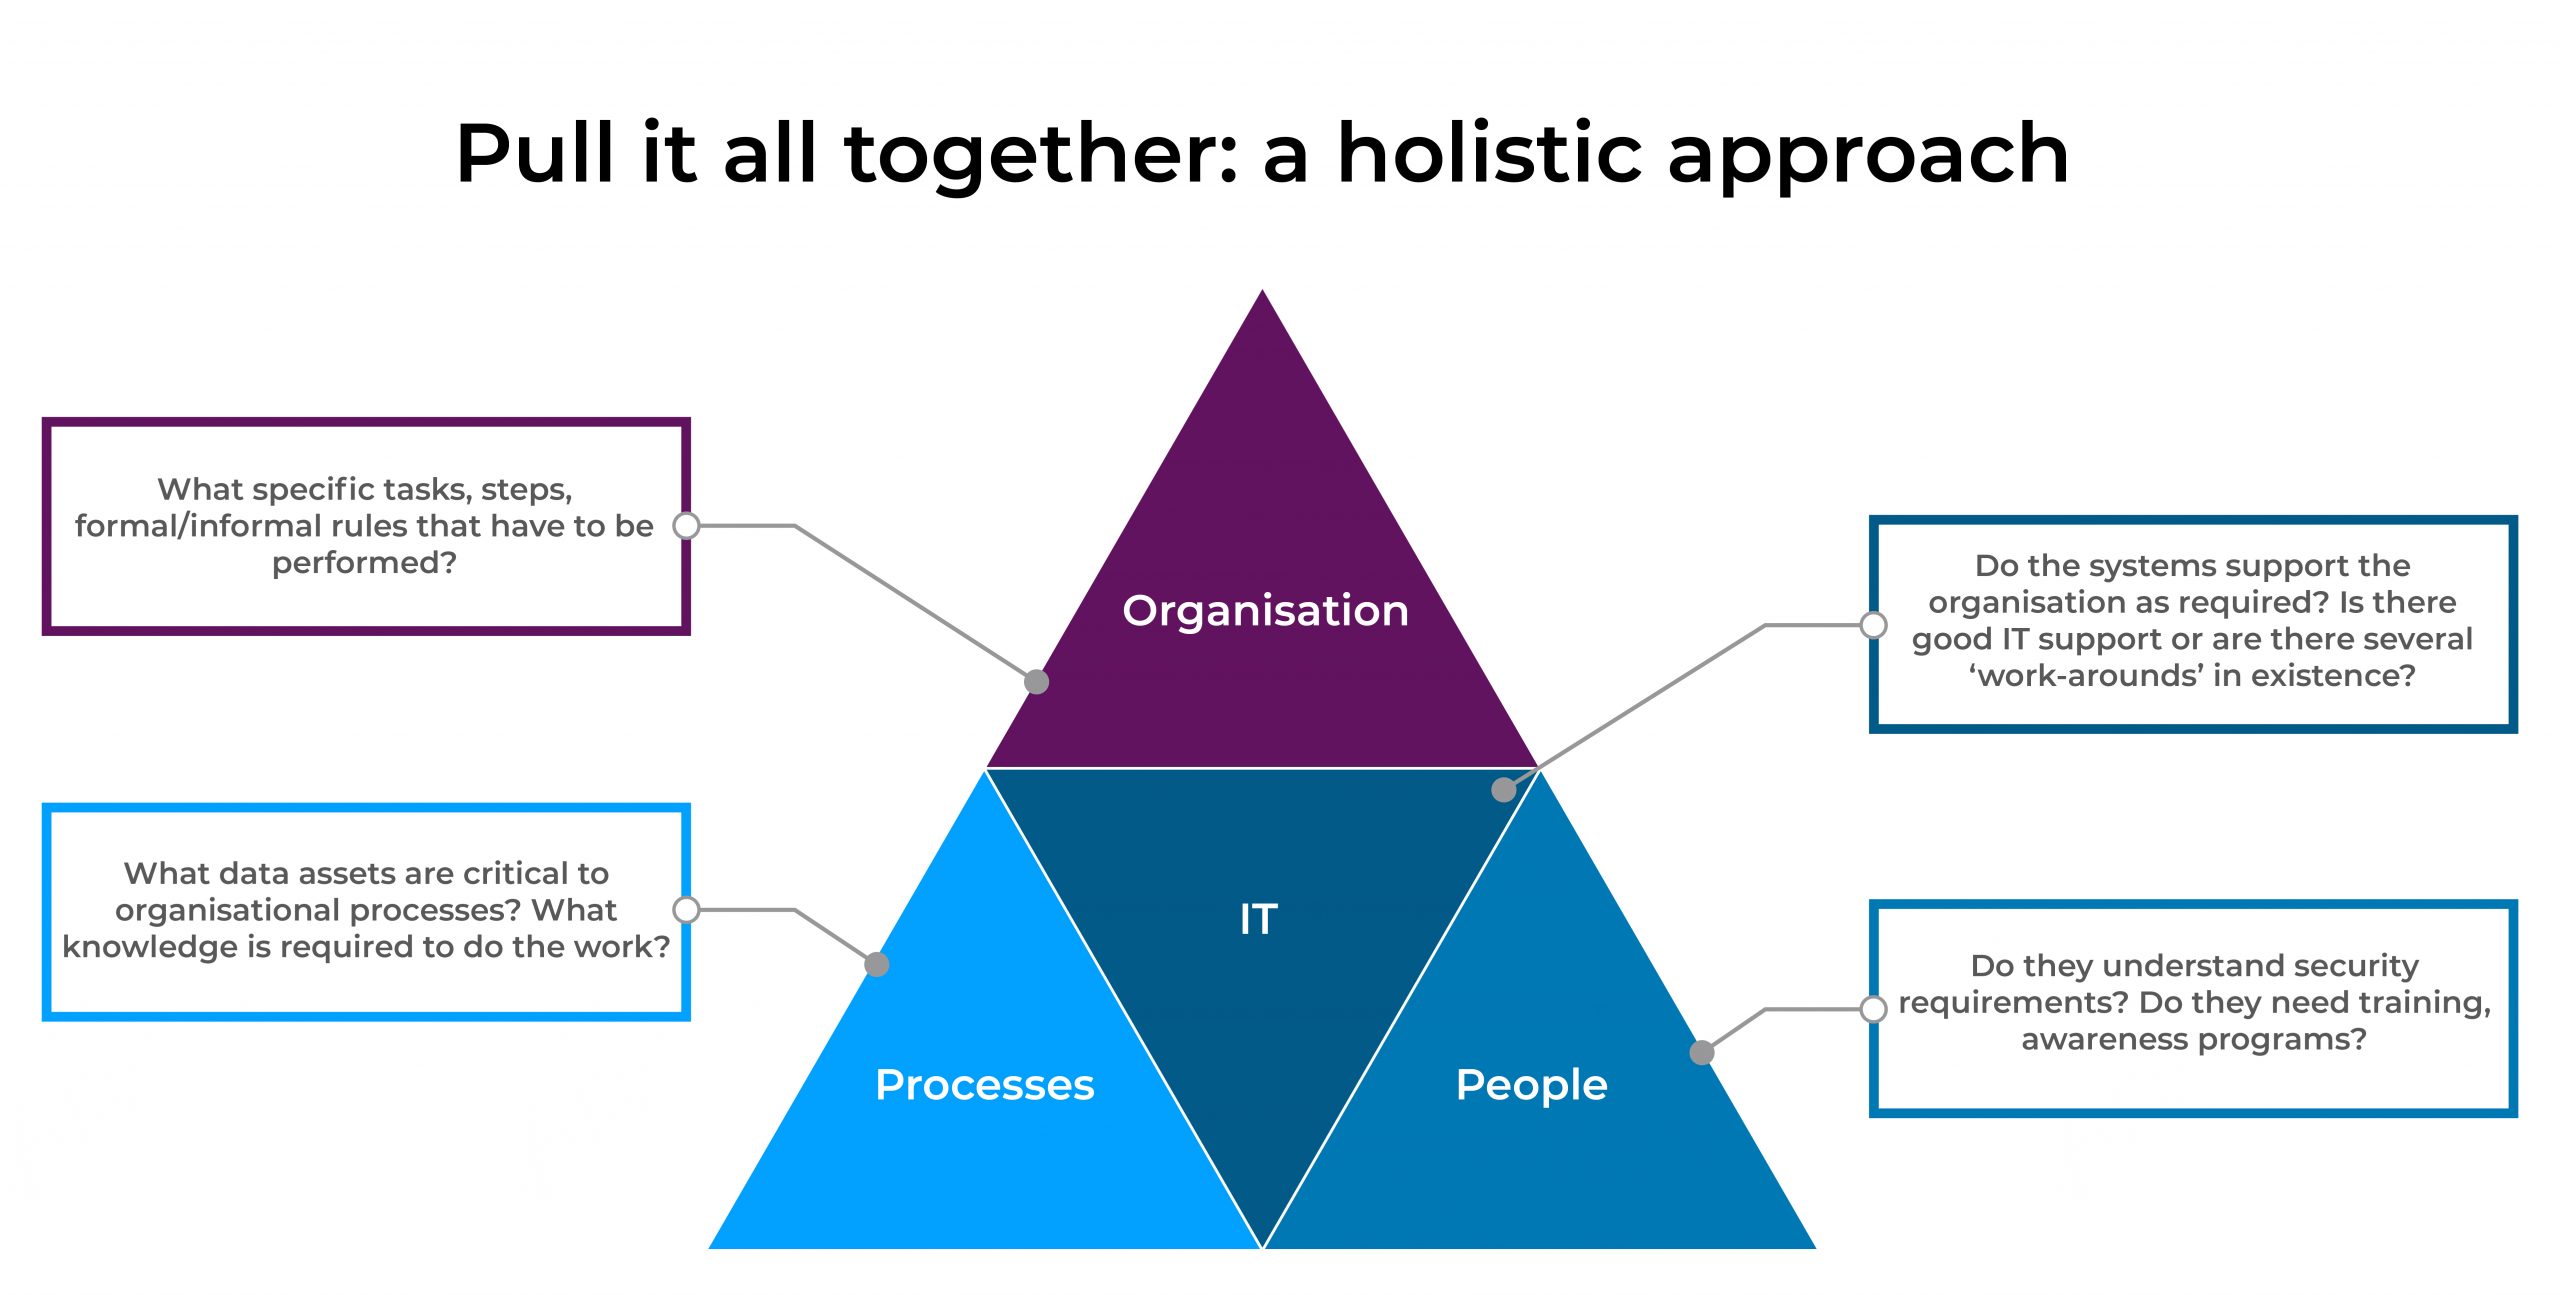 Pull it all together: a holistic approach
What specific tasks, steps,
formal/informal rules that have to be
performed?
Organisation
Do the systems support the
organisation as required? Is there
good IT support or are there several
‘work-arounds’ in existence?
What data assets are critical to
organisational processes? What
knowledge is required to do the work?
IT
Processes
People
Do they understand security
requirements? Do they need training,
awareness programs?